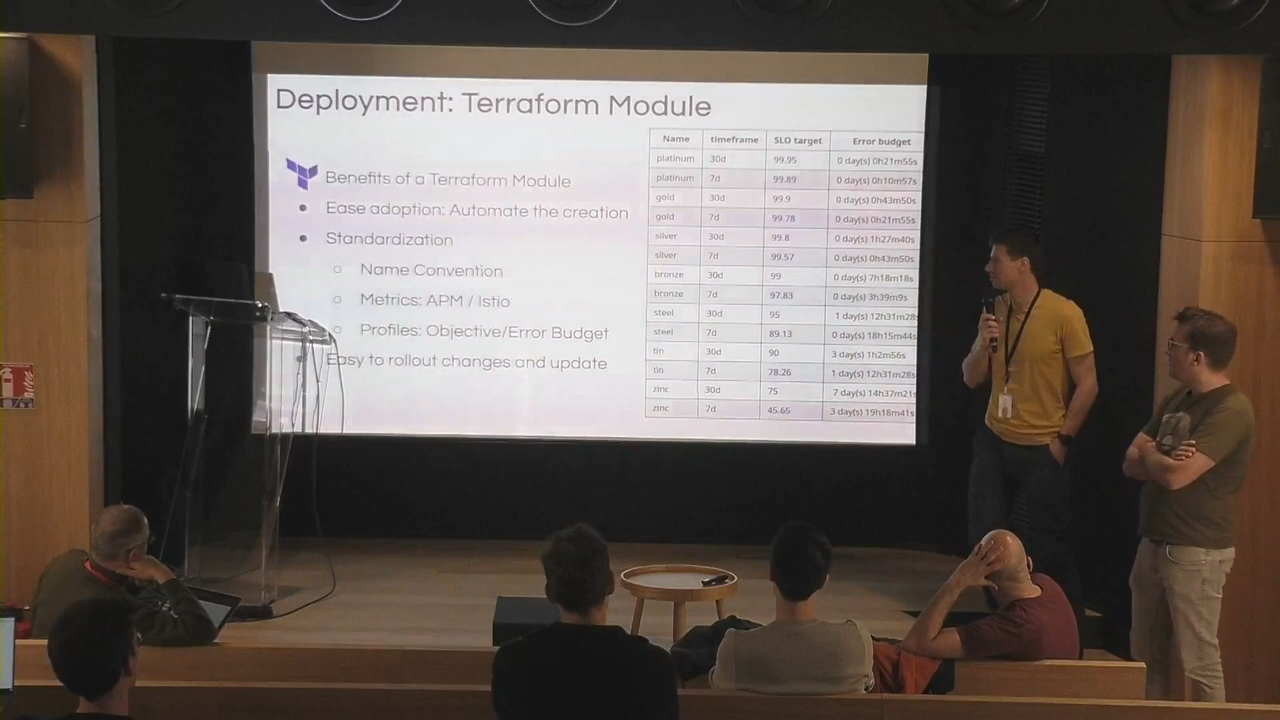 Deployment: Terraform Module
Benefits of a Terraform Module
Ease adoption: Automate the creation
Standardization
Name Convention
Metrics: APM / Istio
Profiles: Objective/Error Budget
Easy to rollout changes and update
Name timeframe SLO target Error budget
platinum 30d 99.95 0 day(s) 0h21m55s
platinum 7d 99.89 0 day(s) 0h10m57s
gold 30d 99.9 0 day(s) 0h43m50s
gold 7d 99.78 0 day(s) 0h21m55s
silver 30d 99.8 0 day(s) 1h27m40s
silver 7d 99.57 0 day(s) 0h43m50s
bronze 30d 99 0 day(s) 7h18m18s
bronze 7d 97.83 0 day(s) 3h39m9s
steel 30d 95 1 day(s) 12h31m28s
steel 7d 89.13 0 day(s) 18h15m44s
tin 30d 90 3 day(s) 1h2m56s
tin 7d 78.26 1 day(s) 12h31m28s
zinc 30d 75 7 day(s) 14h37m21s
zinc 7d 45.65 3 day(s) 19h18m41s